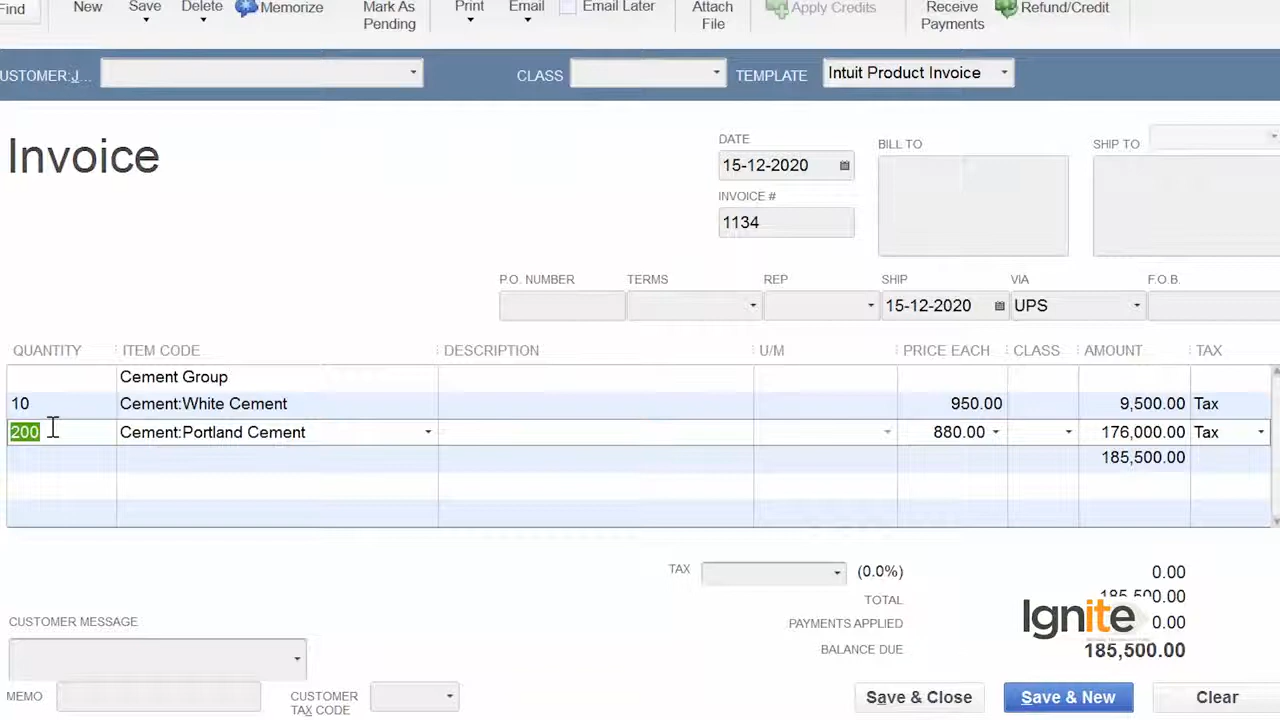 Find
New
Save
Delete
Memorize
Mark As
Pending
Print
Email
Email Later
Attach
File
Apply Credits
Receive
Payments
Refund/Credit
USTOMER:J...
CLASS
TEMPLATE
Intuit Product Invoice
Invoice
DATE
15-12-2020
INVOICE #
1134
BILL TO
SHIP TO
P.O. NUMBER TERMS REP SHIP VIA F.O.B.
15-12-2020 UPS
QUANTITY ITEM CODE DESCRIPTION U/M PRICE EACH CLASS AMOUNT TAX
Cement Group
10 Cement:White Cement 950.00 9,500.00 Tax
200 Cement:Portland Cement 880.00 176,000.00 Tax
185,500.00
TAX (0.0%) 0.00
TOTAL 185,500.00
PAYMENTS APPLIED 0.00
BALANCE DUE 185,500.00
Ignite
CUSTOMER MESSAGE
MEMO
CUSTOMER
TAX CODE
Save & Close
Save & New
Clear